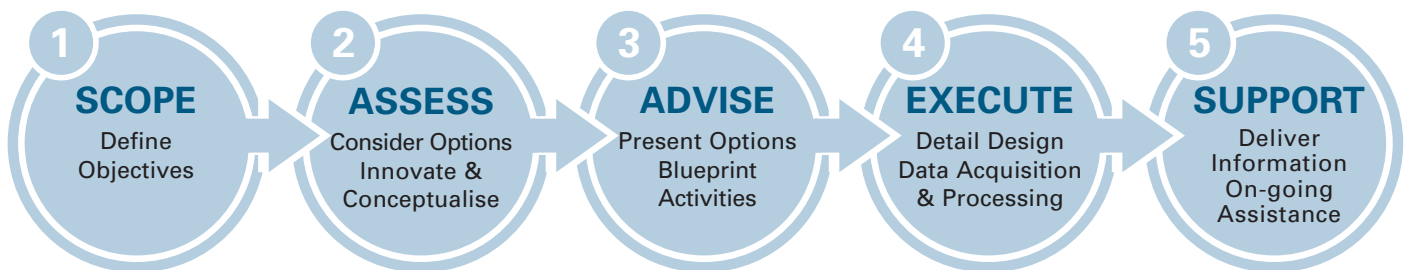 1
SCOPE
Define
Objectives
2
ASSESS
Consider Options
Innovate &
Conceptualise
3
ADVISE
Present Options
Blueprint
Activities
4
EXECUTE
Detail Design
Data Acquisition
& Processing
5
SUPPORT
Deliver
Information
On-going
Assistance